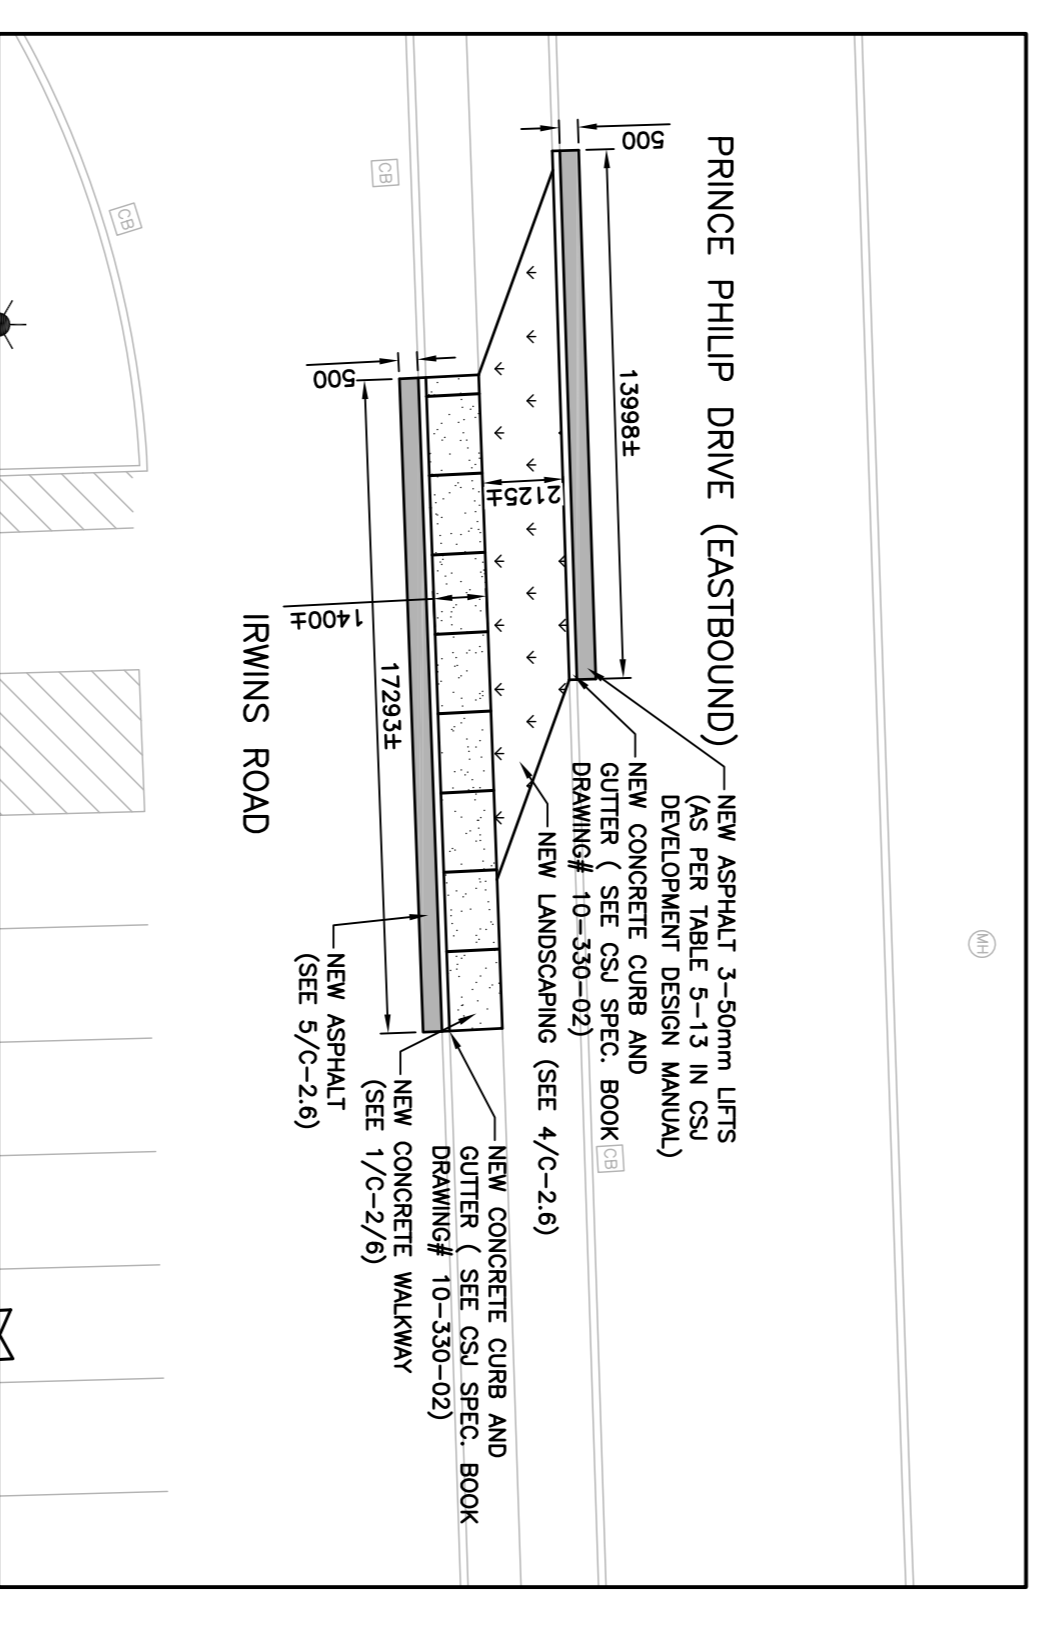 PRINCE PHILIP DRIVE (EASTBOUND)
500
13998±
2125±
500
1400±
17293±
IRWINS ROAD
NEW ASPHALT 3-50mm LIFTS
(AS PER TABLE 5-13 IN CSJ
DEVELOPMENT DESIGN MANUAL)
NEW CONCRETE CURB AND
GUTTER ( SEE CSJ SPEC. BOOK
DRAWING# 10-330-02)
NEW LANDSCAPING (SEE 4/C-2.6)
NEW CONCRETE CURB AND
GUTTER ( SEE CSJ SPEC. BOOK
DRAWING# 10-330-02)
NEW CONCRETE WALKWAY
(SEE 1/C-2/6)
NEW ASPHALT
(SEE 5/C-2.6)
MH
CB
CB
CB